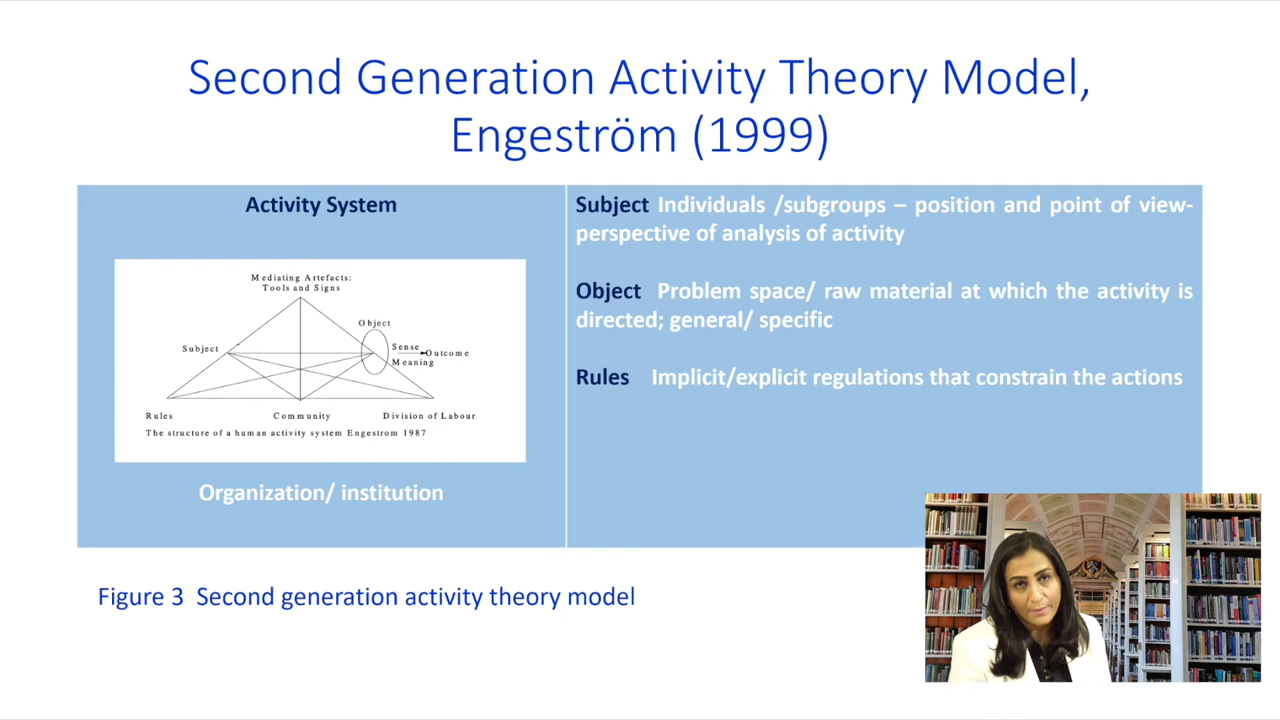 Second Generation Activity Theory Model,
Engeström (1999)
Activity System
Mediating Artefacts:
Tools and Signs
Object
Subject
Sense
Outcome
Meaning
Rules
Community
Division of Labour
The structure of a human activity system Engestrom 1987
Organization/ institution
Subject Individuals /subgroups – position and point of view-
perspective of analysis of activity
Object Problem space/ raw material at which the activity is
directed; general/ specific
Rules Implicit/explicit regulations that constrain the actions
Figure 3 Second generation activity theory model